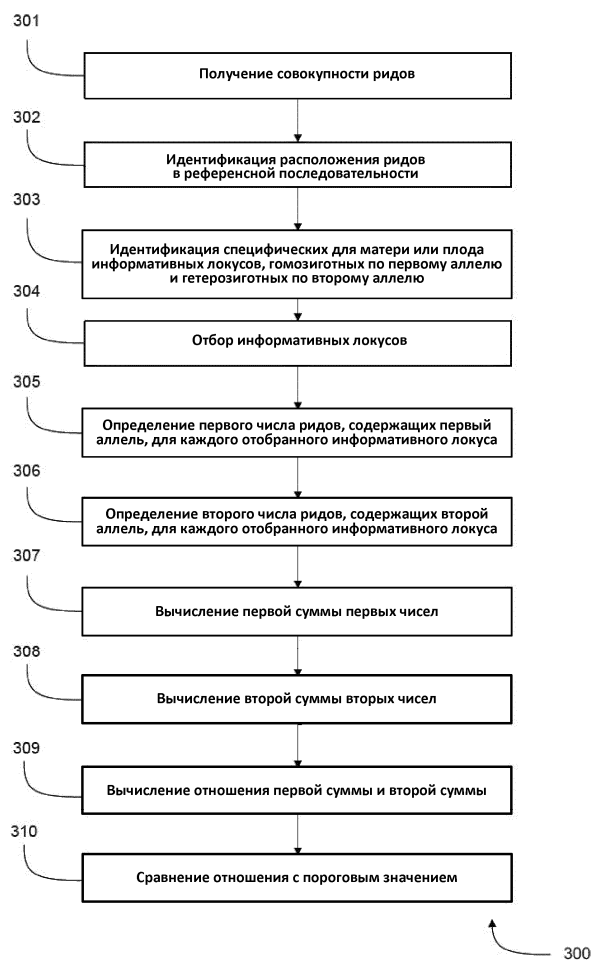 301
Получение совокупности ридов
302
Идентификация расположения ридов
в референсной последовательности
303
Идентификация специфических для матери или плода
информативных локусов, гомозиготных по первому аллелю
и гетерозиготных по второму аллелю
304
Отбор информативных локусов
305
Определение первого числа ридов, содержащих первый
аллель, для каждого отобранного информативного локуса
306
Определение второго числа ридов, содержащих второй
аллель, для каждого отобранного информативного локуса
307
Вычисление первой суммы первых чисел
308
Вычисление второй суммы вторых чисел
309
Вычисление отношения первой суммы и второй суммы
310
Сравнение отношения с пороговым значением
300